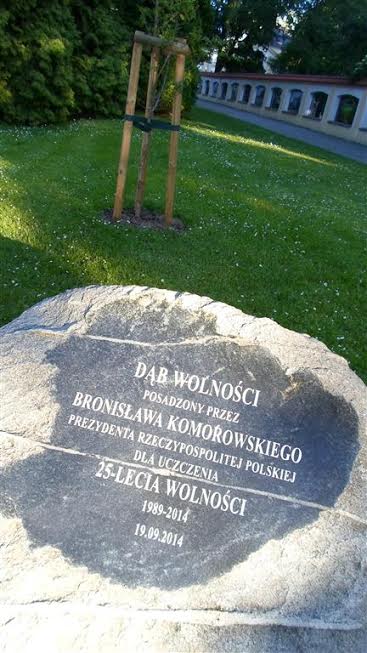 DĄB WOLNOŚCI
POSADZONY PRZEZ
BRONISŁAWA KOMOROWSKIEGO
PREZYDENTA RZECZYPOSPOLITEJ POLSKIEJ
DLA UCZCZENIA
25-LECIA WOLNOŚCI
1989-2014
19.09.2014